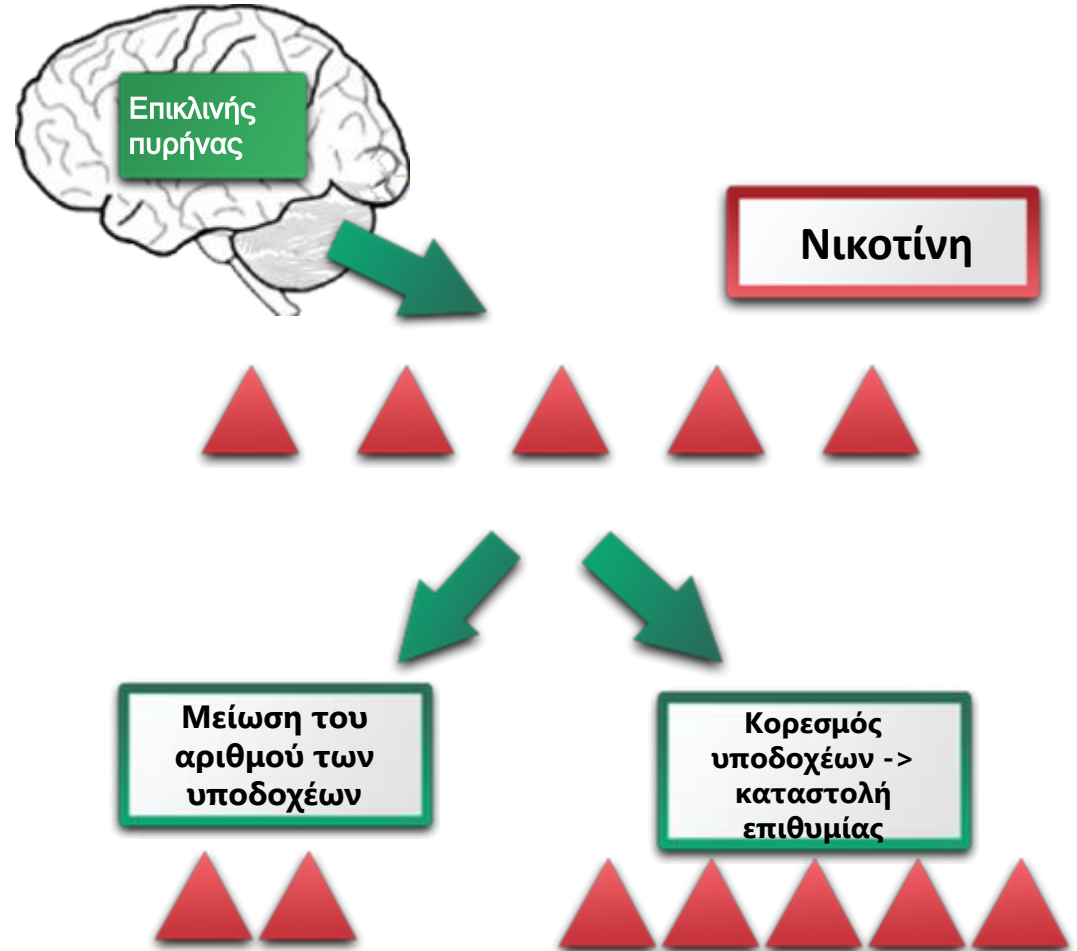 Επικλινής
πυρήνας
Νικοτίνη
Μείωση του
αριθμού των
υποδοχέων
Κορεσμός
υποδοχέων ->
καταστολή
επιθυμίας